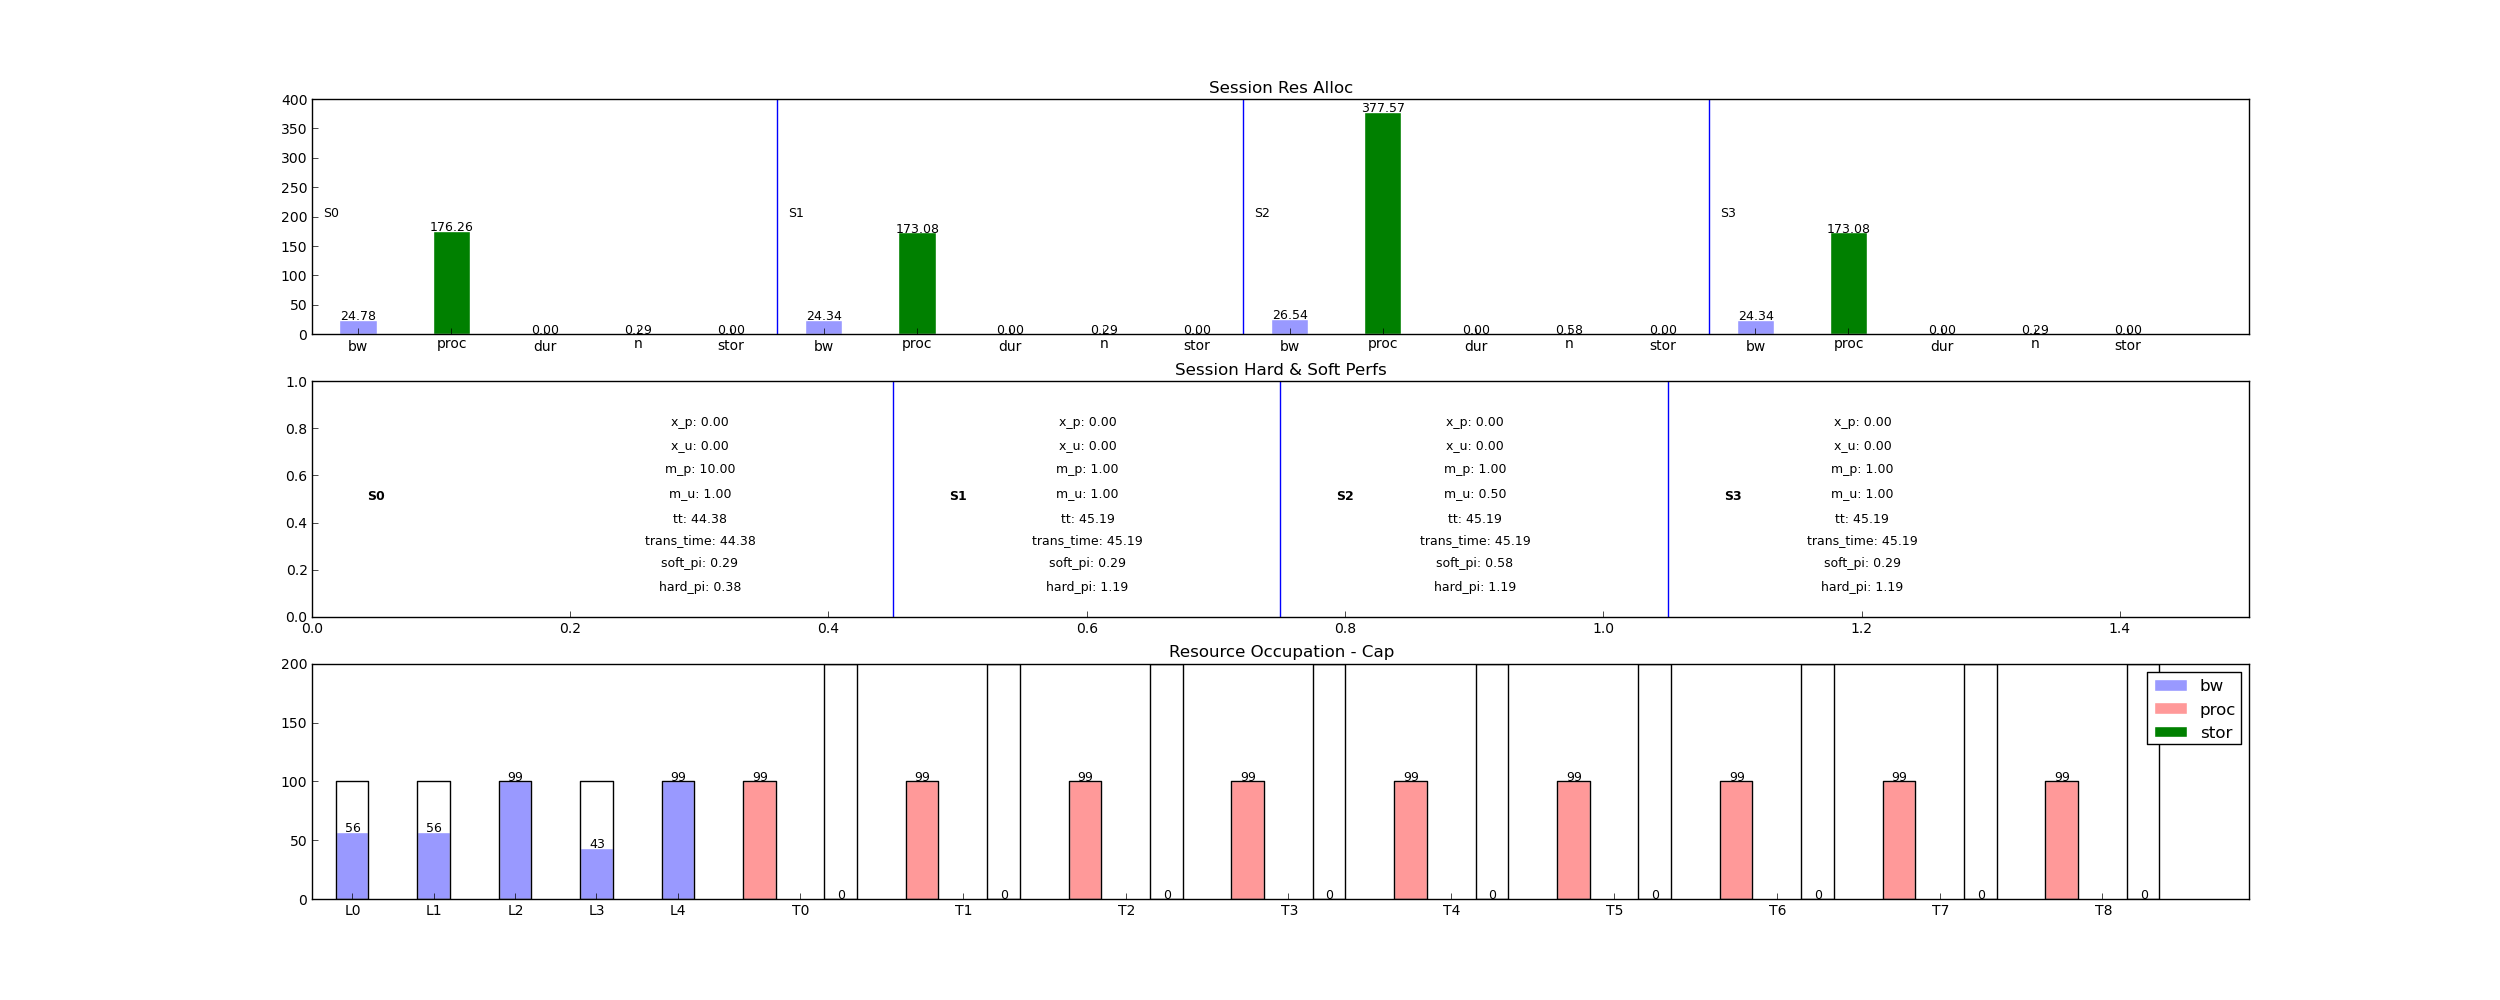 Session Res Alloc
400
350
300
250
200
150
100
50
0
S0
S1
S2
S3
24.78
176.26
0.00
0.29
0.00
24.34
173.08
0.00
0.29
0.00
26.54
377.57
0.00
0.58
0.00
24.34
173.08
0.00
0.29
0.00
bw proc dur n stor bw proc dur n stor bw proc dur n stor bw proc dur n stor
Session Hard & Soft Perfs
1.0
0.8
0.6
0.4
0.2
0.0
S0
x_p: 0.00
x_u: 0.00
m_p: 10.00
m_u: 1.00
tt: 44.38
trans_time: 44.38
soft_pi: 0.29
hard_pi: 0.38
S1
x_p: 0.00
x_u: 0.00
m_p: 1.00
m_u: 1.00
tt: 45.19
trans_time: 45.19
soft_pi: 0.29
hard_pi: 1.19
S2
x_p: 0.00
x_u: 0.00
m_p: 1.00
m_u: 0.50
tt: 45.19
trans_time: 45.19
soft_pi: 0.58
hard_pi: 1.19
S3
x_p: 0.00
x_u: 0.00
m_p: 1.00
m_u: 1.00
tt: 45.19
trans_time: 45.19
soft_pi: 0.29
hard_pi: 1.19
0.0 0.2 0.4 0.6 0.8 1.0 1.2 1.4
Resource Occupation - Cap
200
150
100
50
0
bw
proc
stor
56 56 99 43 99 99 0 99 0 99 0 99 0 99 0 99 0 99 0 99 0 99 0
L0 L1 L2 L3 L4 T0 T1 T2 T3 T4 T5 T6 T7 T8